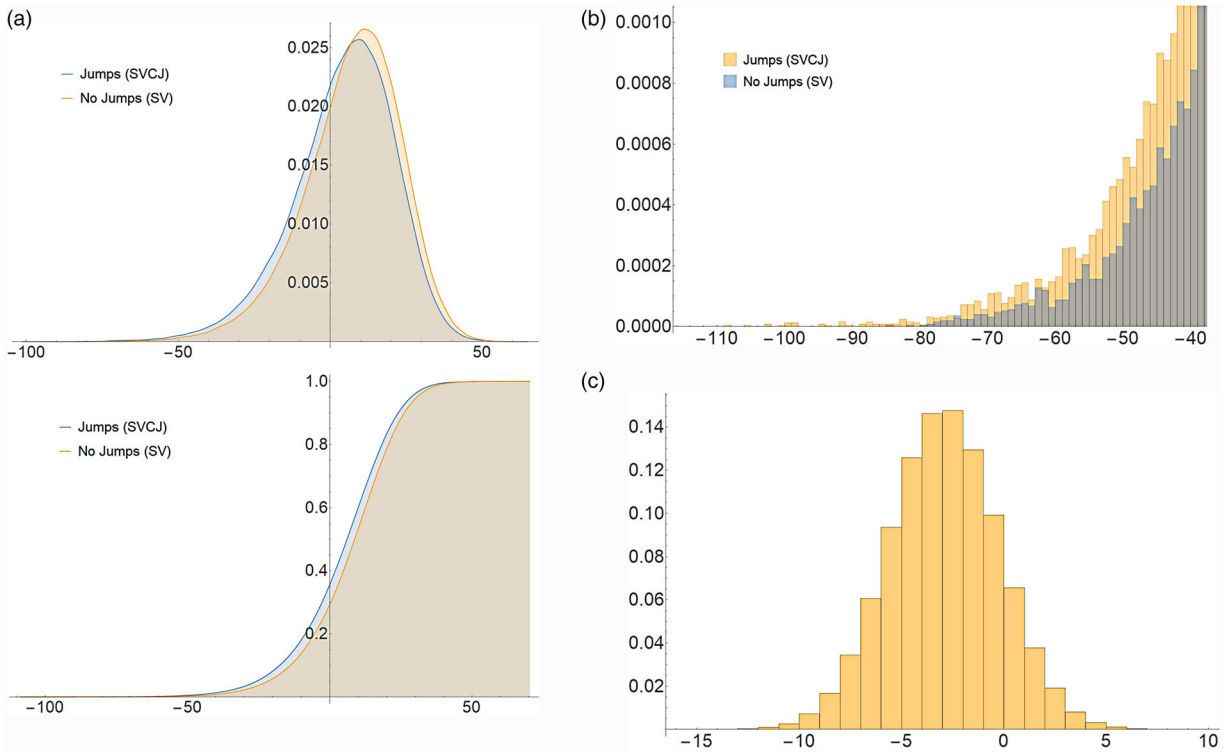 (a)
Jumps (SVCJ)
No Jumps (SV)
0.025
0.020
0.015
0.010
0.005
−100 −50 50
Jumps (SVCJ)
No Jumps (SV)
1.0
0.8
0.6
0.4
0.2
−100 −50 50
(b)
Jumps (SVCJ)
No Jumps (SV)
0.0010
0.0008
0.0006
0.0004
0.0002
0.0000
−110 −100 −90 −80 −70 −60 −50 −40
(c)
0.14
0.12
0.10
0.08
0.06
0.04
0.02
−15 −10 −5 0 5 10